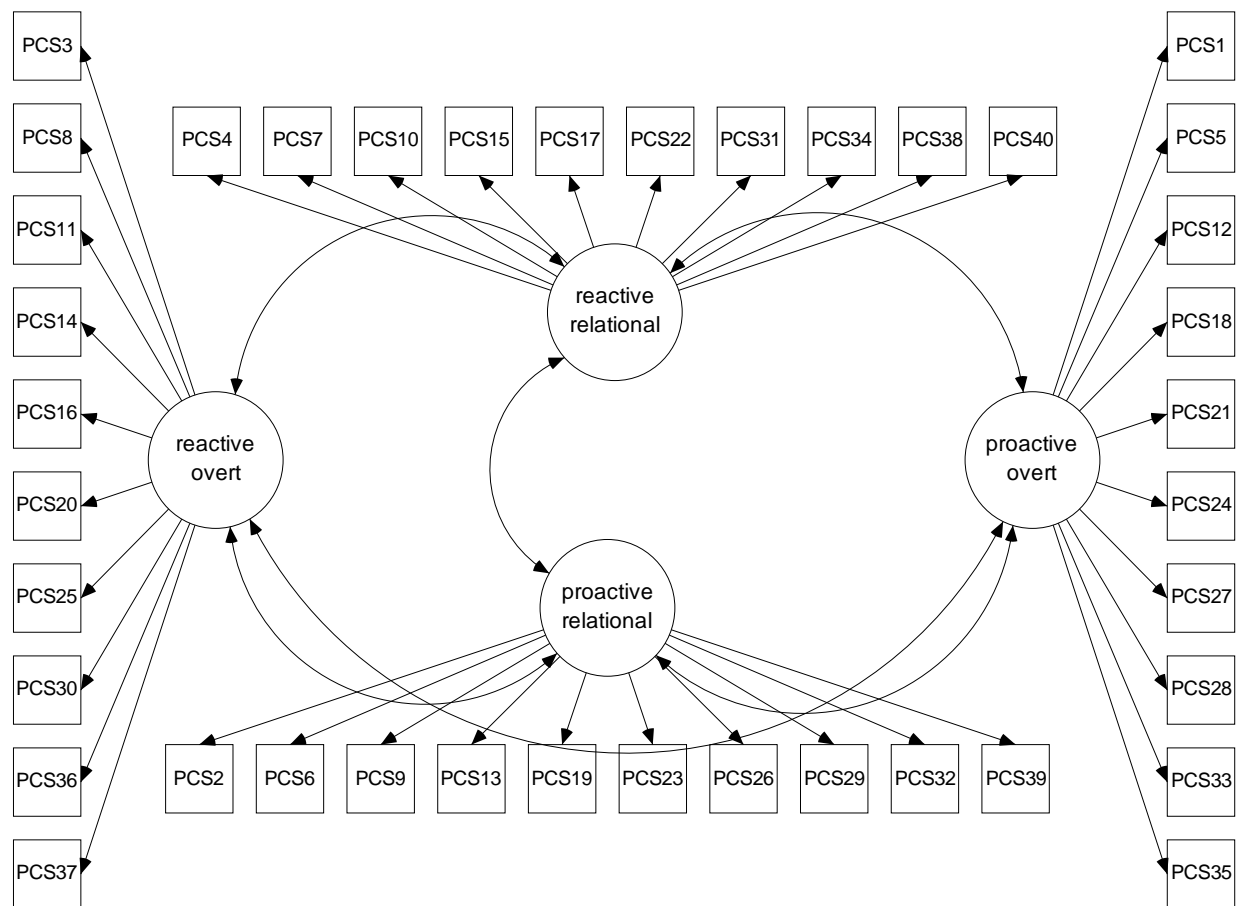 PCS3
PCS8
PCS11
PCS14
PCS16
PCS20
PCS25
PCS30
PCS36
PCS37
PCS4
PCS7
PCS10
PCS15
PCS17
PCS22
PCS31
PCS34
PCS38
PCS40
reactive
relational
reactive
overt
proactive
overt
proactive
relational
PCS2
PCS6
PCS9
PCS13
PCS19
PCS23
PCS26
PCS29
PCS32
PCS39
PCS1
PCS5
PCS12
PCS18
PCS21
PCS24
PCS27
PCS28
PCS33
PCS35